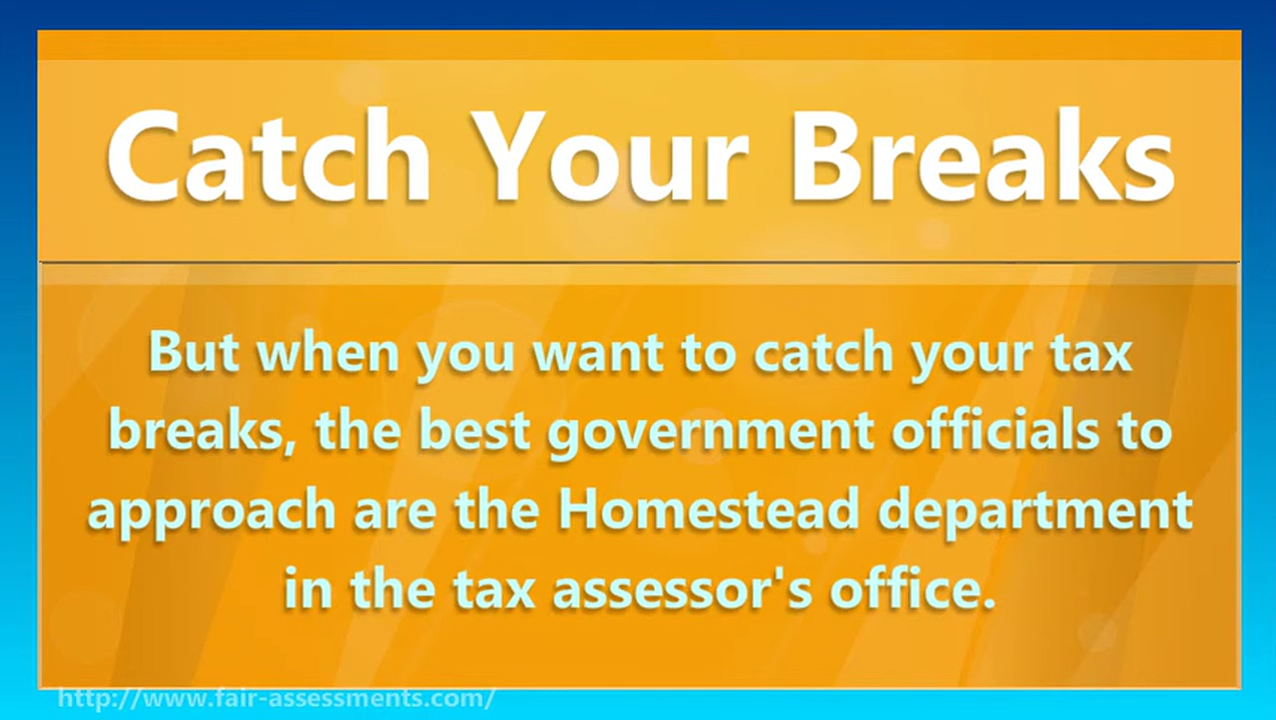 Catch Your Breaks
But when you want to catch your tax
breaks, the best government officials to
approach are the Homestead department
in the tax assessor's office.
http://www.fair-assessments.com/